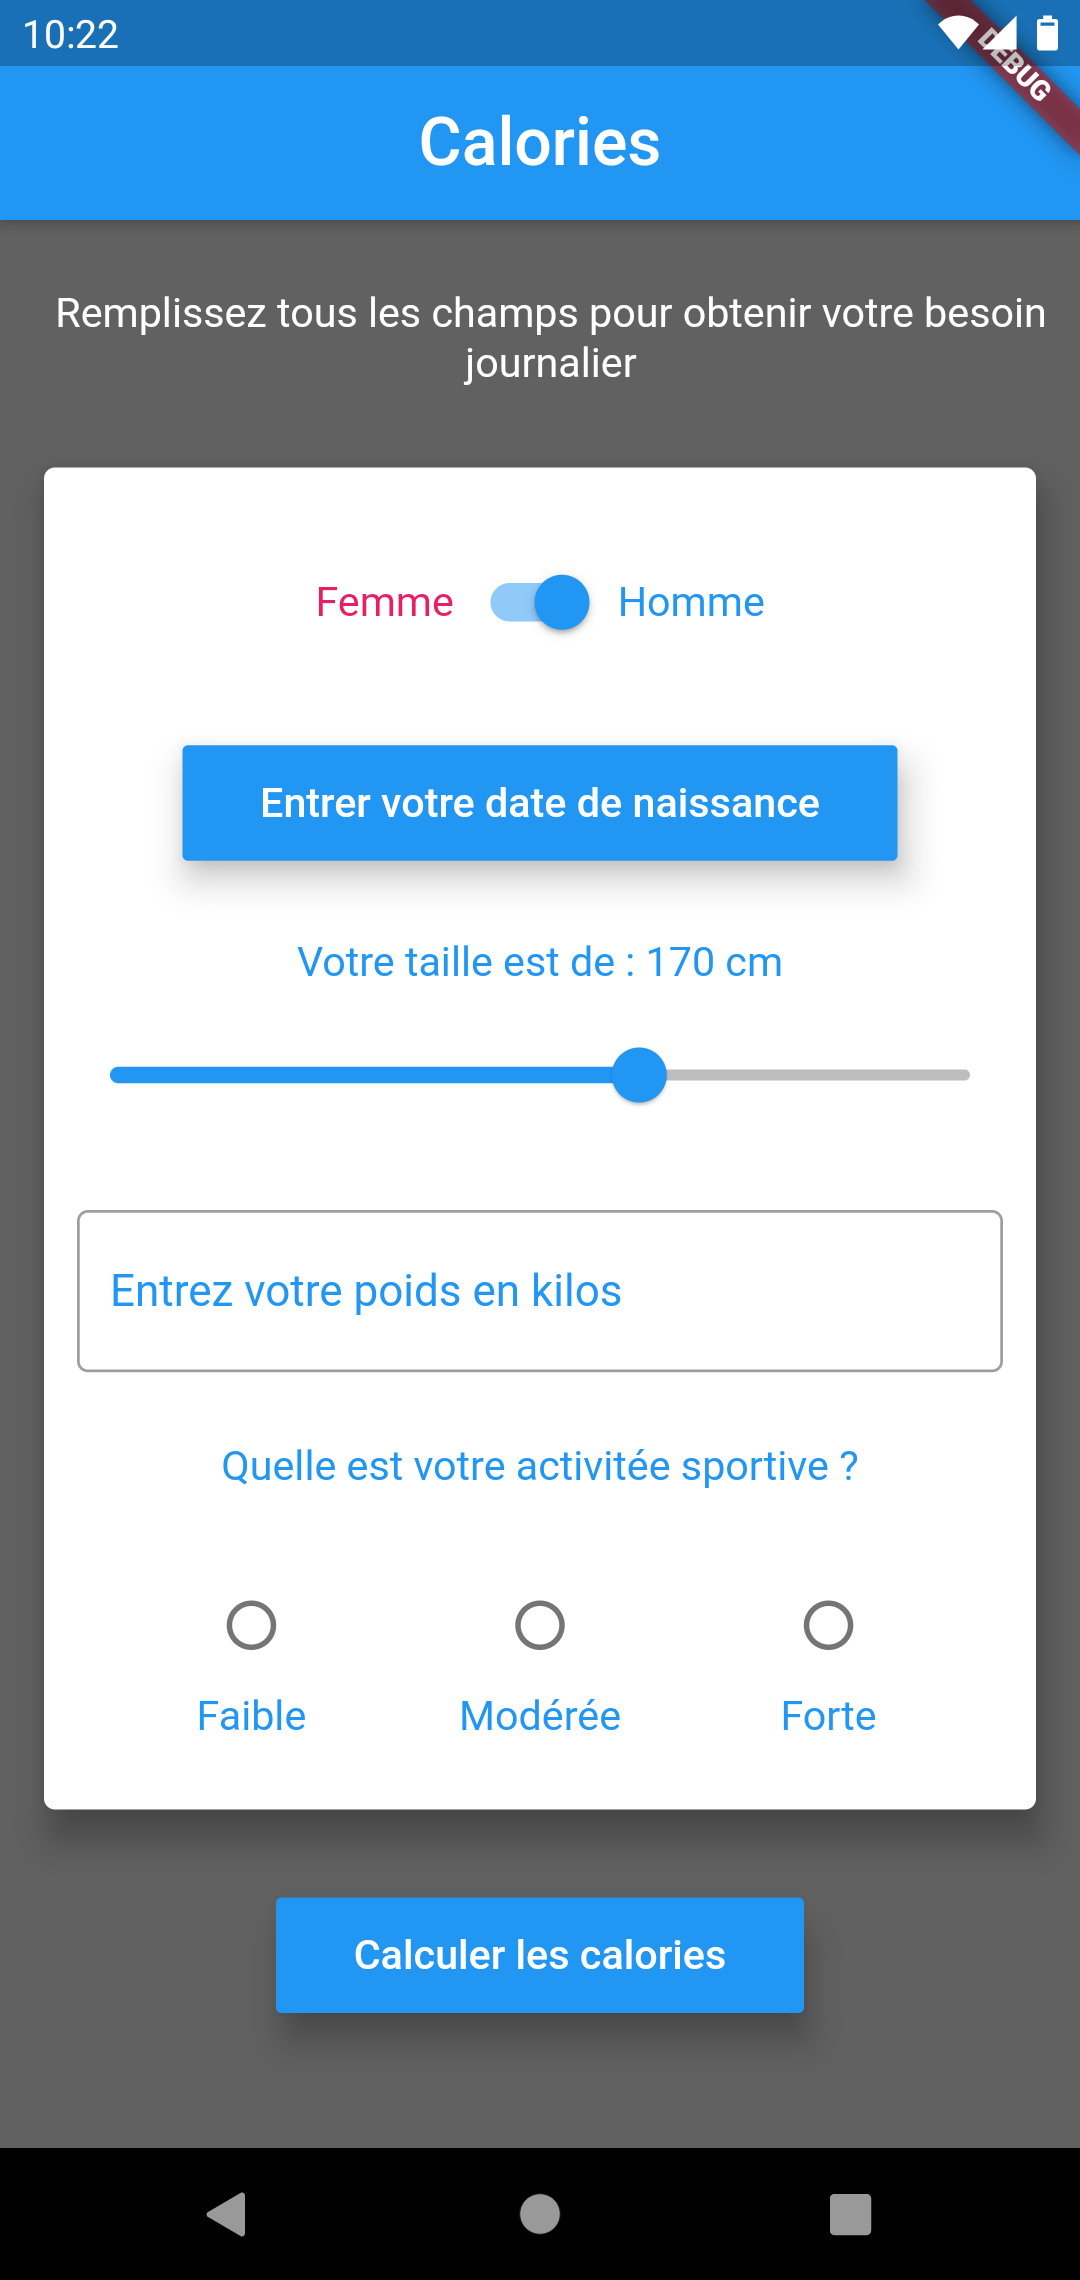 10:22
DEBUG
Calories
Remplissez tous les champs pour obtenir votre besoin
journalier
Femme Homme
Entrer votre date de naissance
Votre taille est de : 170 cm
Entrez votre poids en kilos
Quelle est votre activitée sportive ?
Faible Modérée Forte
Calculer les calories